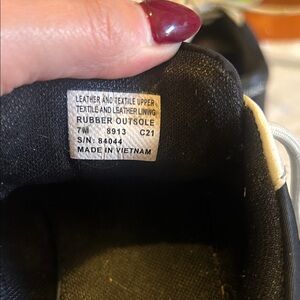 LEATHER AND TEXTILE UPPER
TEXTILE AND LEATHER LINING
RUBBER OUTSOLE
7M 8913 C21
S/N: 84044
MADE IN VIETNAM